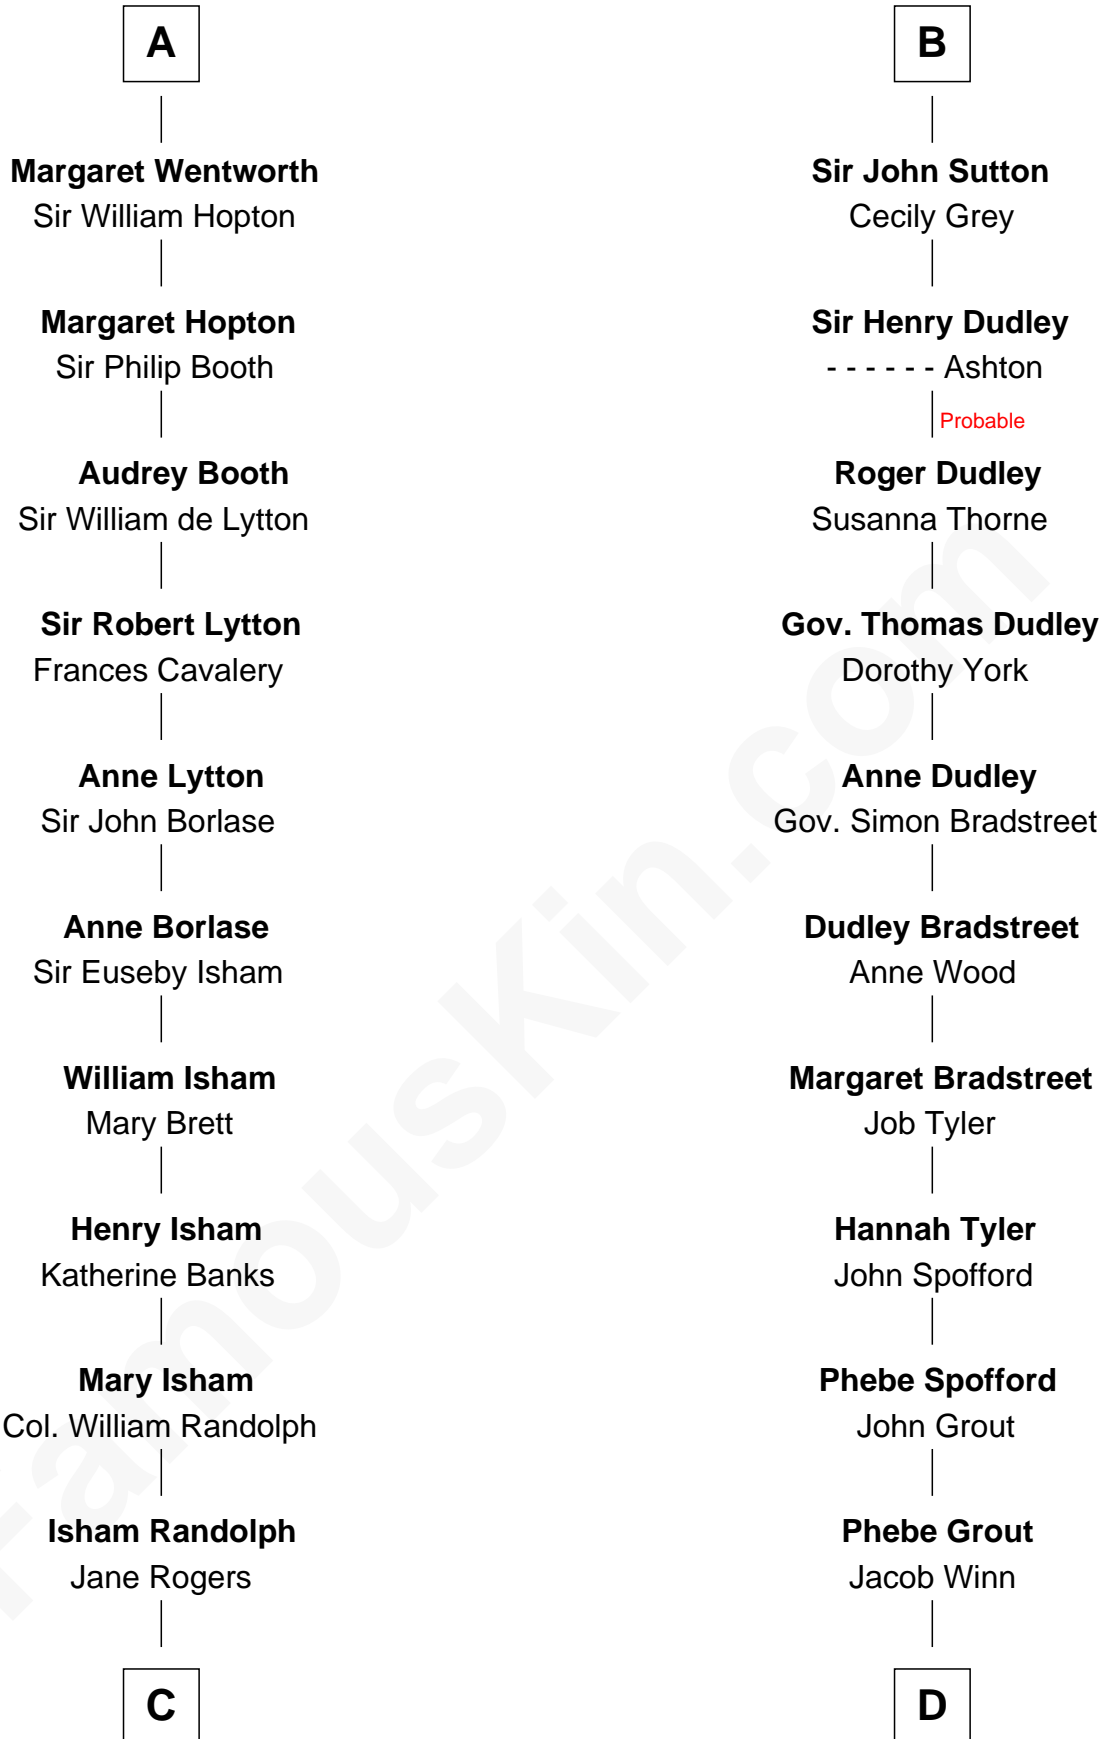 A
Margaret Wentworth
Sir William Hopton
Margaret Hopton
Sir Philip Booth
Audrey Booth
Sir William de Lytton
Sir Robert Lytton
Frances Cavalery
Anne Lytton
Sir John Borlase
Anne Borlase
Sir Euseby Isham
William Isham
Mary Brett
Henry Isham
Katherine Banks
Mary Isham
Col. William Randolph
Isham Randolph
Jane Rogers
C
B
Sir John Sutton
Cecily Grey
Sir Henry Dudley
- - - - - - Ashton
Probable
Roger Dudley
Susanna Thorne
Gov. Thomas Dudley
Dorothy York
Anne Dudley
Gov. Simon Bradstreet
Dudley Bradstreet
Anne Wood
Margaret Bradstreet
Job Tyler
Hannah Tyler
John Spofford
Phebe Spofford
John Grout
Phebe Grout
Jacob Winn
D
FamousKin.com